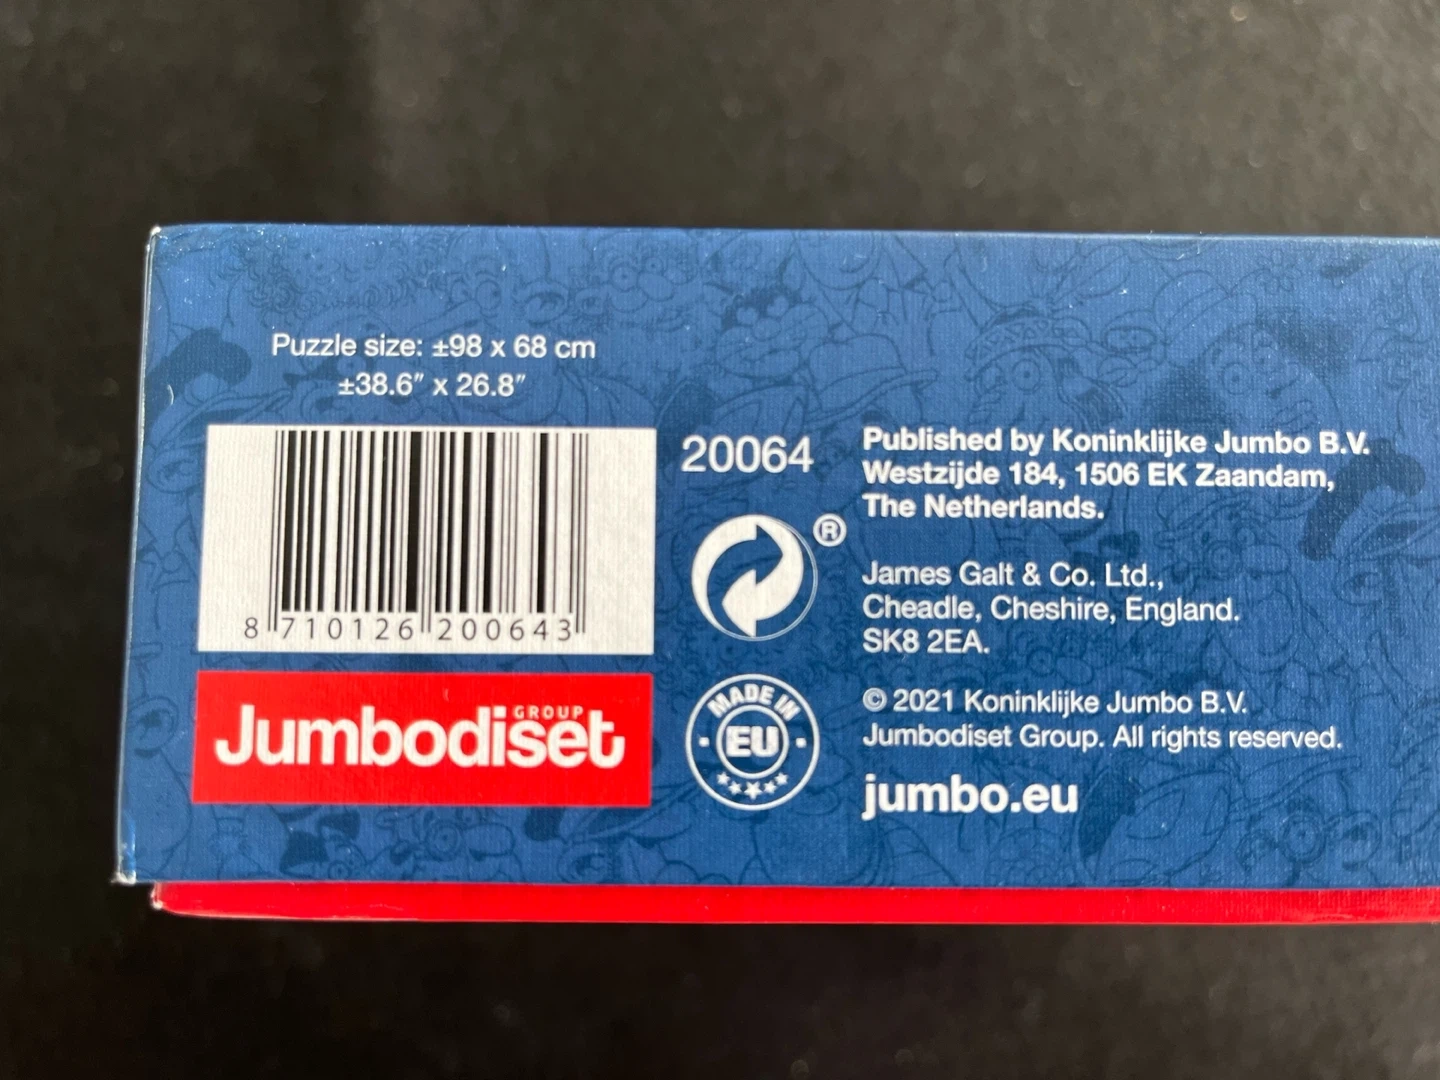 Puzzle size: ±98 x 68 cm
±38.6″ x 26.8″
8 710126 200643
Jumbodiset
GROUP
20064
®
MADE IN
EU
Published by Koninklijke Jumbo B.V.
Westzijde 184, 1506 EK Zaandam,
The Netherlands.
James Galt & Co. Ltd.,
Cheadle, Cheshire, England.
SK8 2EA.
© 2021 Koninklijke Jumbo B.V.
Jumbodiset Group. All rights reserved.
jumbo.eu